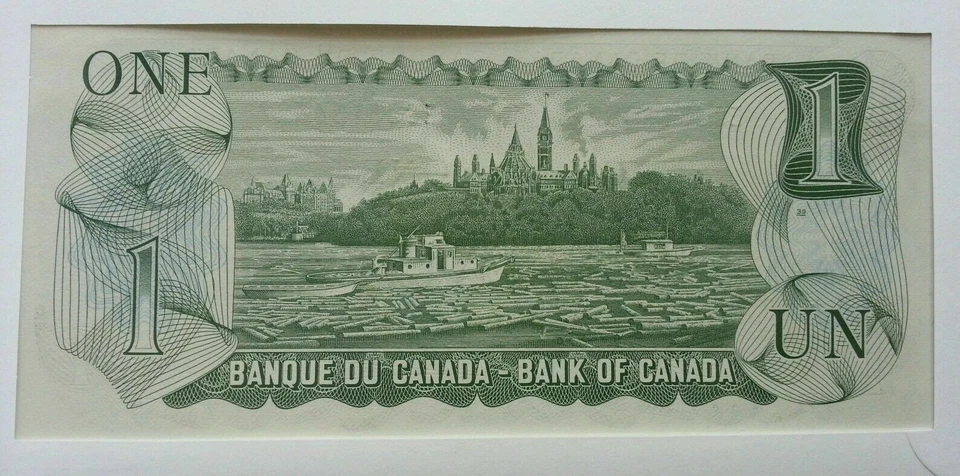 ONE
1
1
UN
BANQUE DU CANADA - BANK OF CANADA